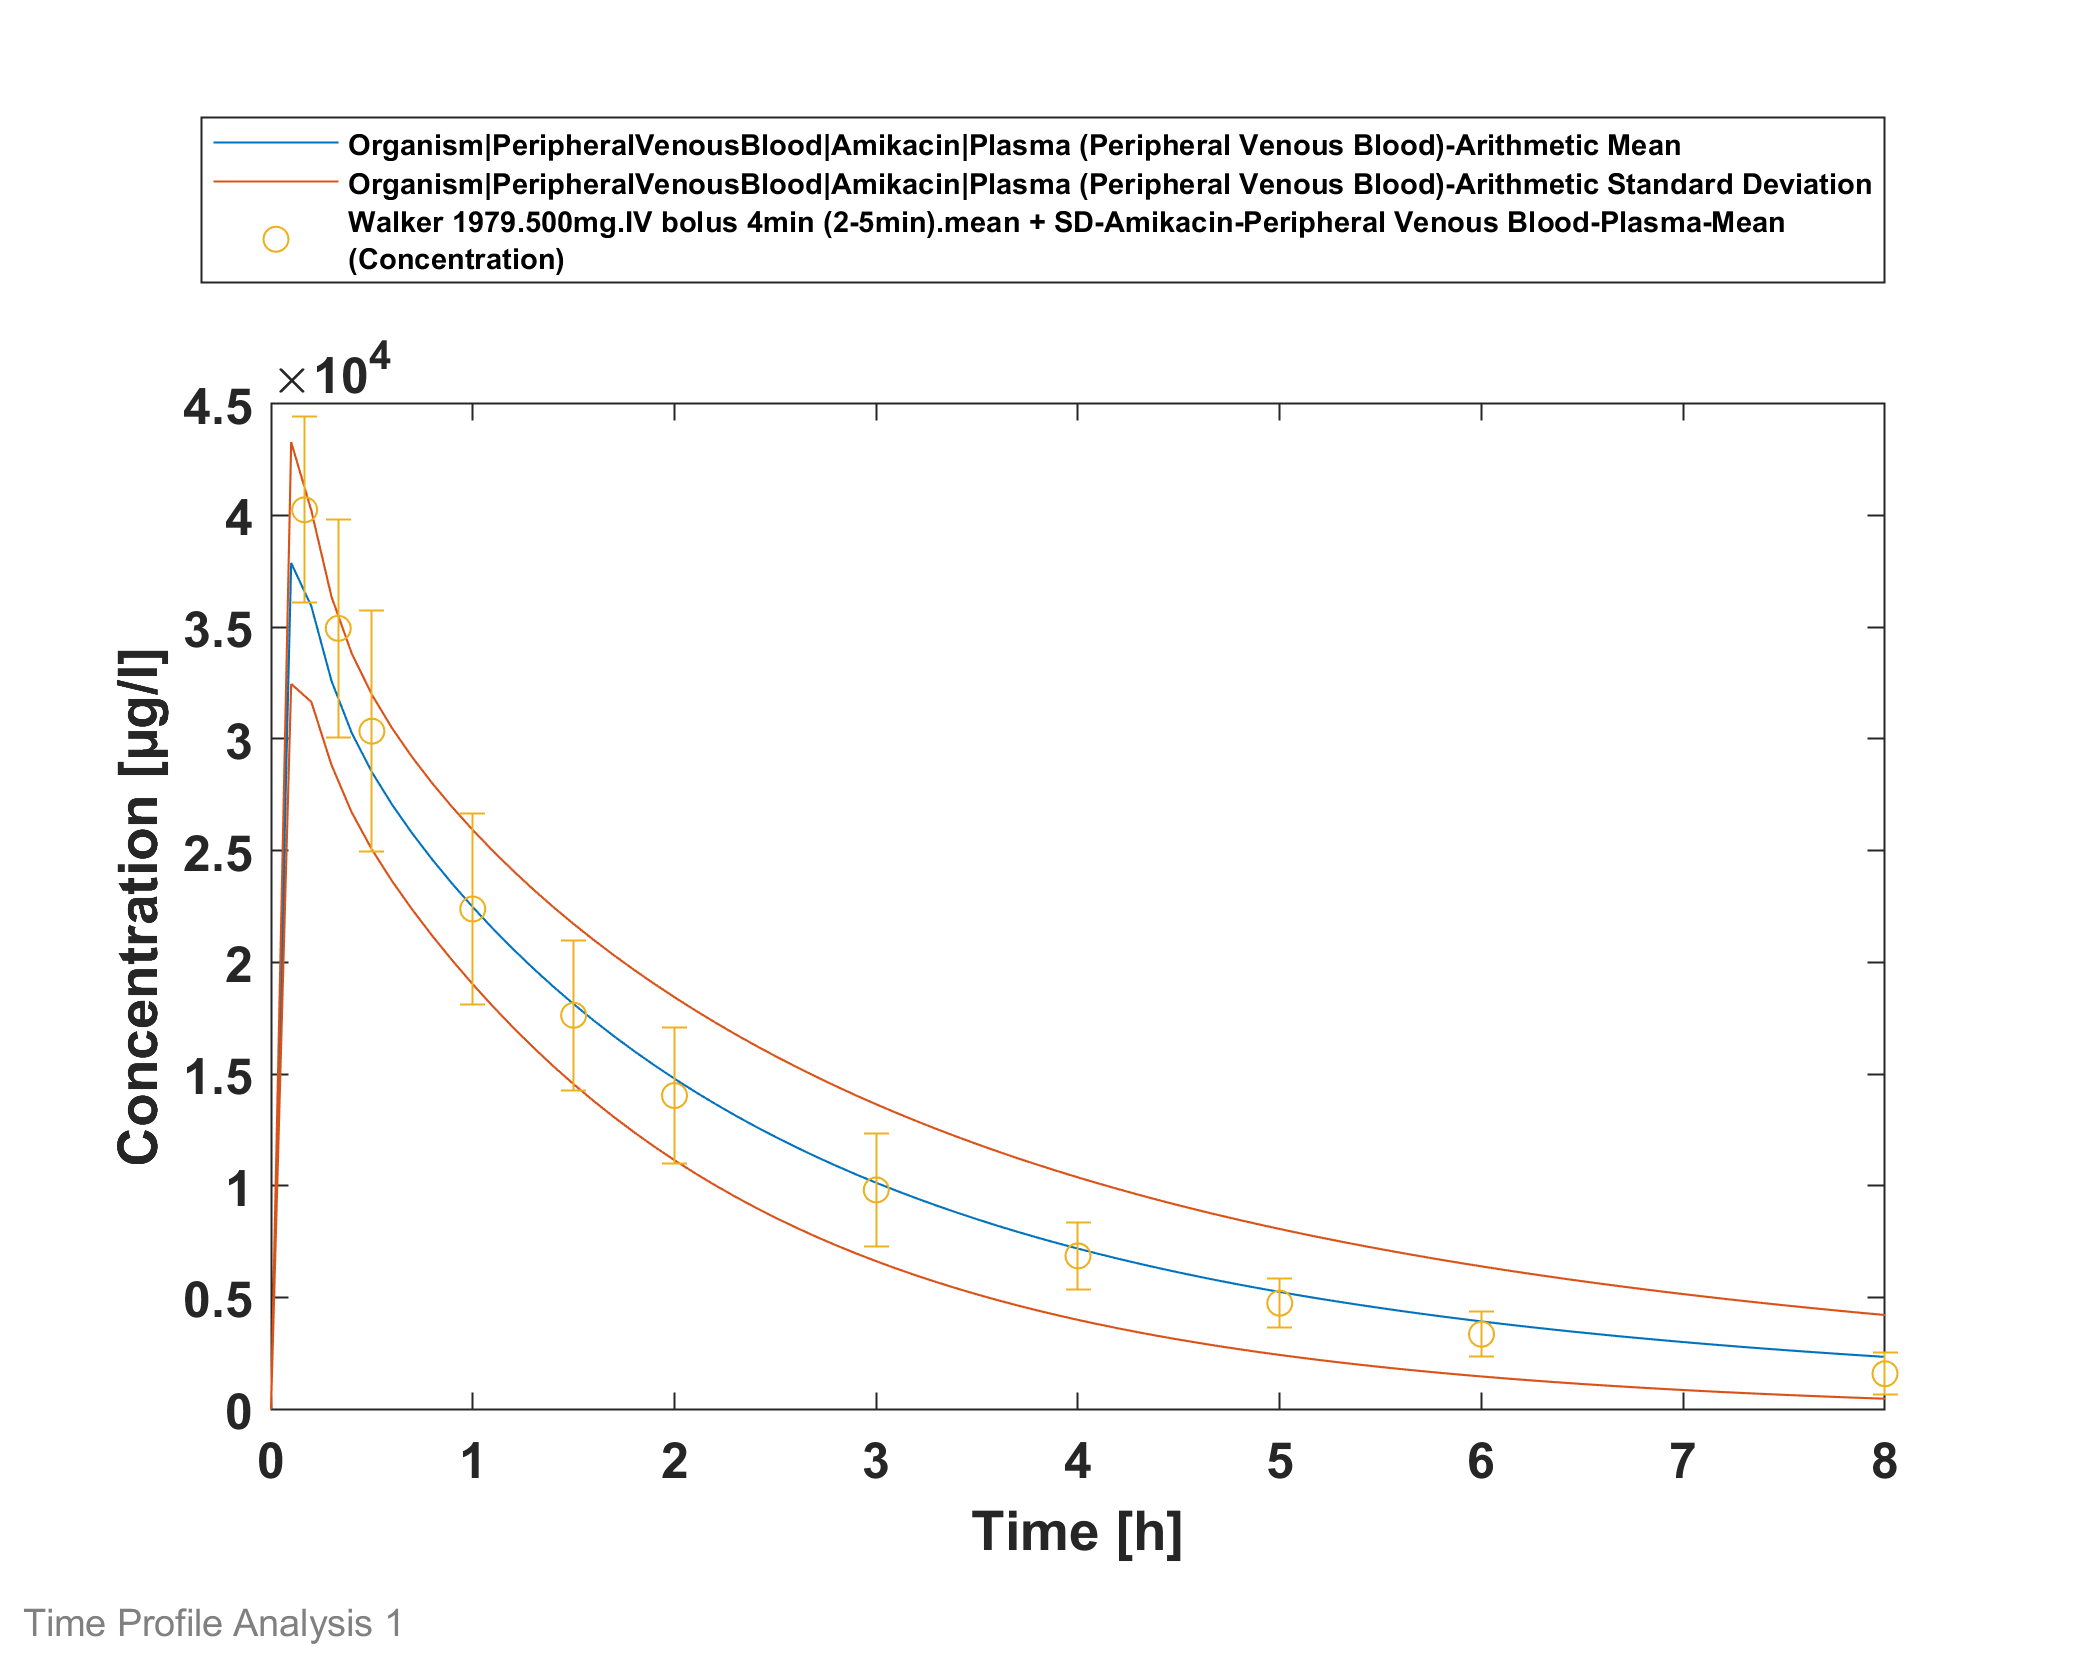 Organism|PeripheralVenousBlood|Amikacin|Plasma (Peripheral Venous Blood)-Arithmetic Mean
Organism|PeripheralVenousBlood|Amikacin|Plasma (Peripheral Venous Blood)-Arithmetic Standard Deviation
Walker 1979.500mg.IV bolus 4min (2-5min).mean + SD-Amikacin-Peripheral Venous Blood-Plasma-Mean
(Concentration)
×10⁴
4.5
4
3.5
3
2.5
2
1.5
1
0.5
0
Concentration [µg/l]
0 1 2 3 4 5 6 7 8
Time [h]
Time Profile Analysis 1